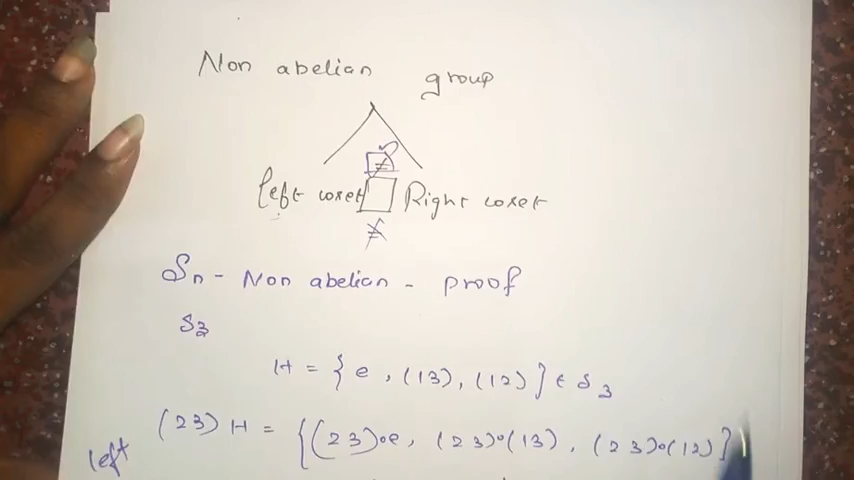 Non abelian group
=
left coset Right coset
≠
Sn - Non abelian - proof
S3
H = { e , (13), (12) } ∈ S3
left (23) H = { (23)∘e, (23)∘(13), (23)∘(12) }